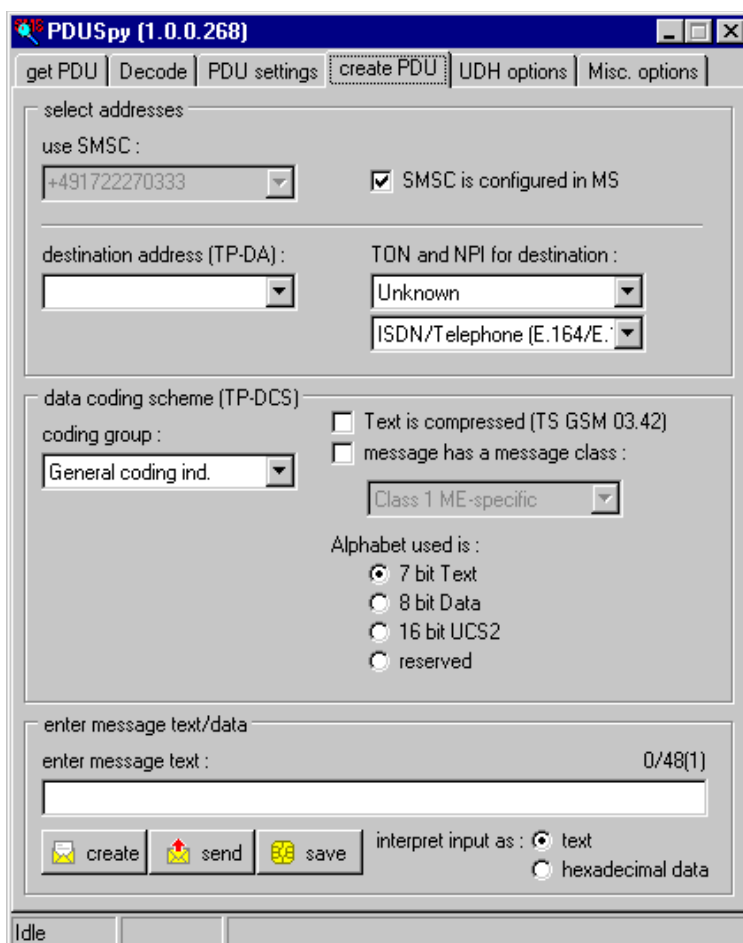 PDUSpy (1.0.0.268)
get PDU Decode PDU settings create PDU UDH options Misc. options
select addresses
use SMSC :
+491722270333 SMSC is configured in MS
destination address (TP-DA) : TON and NPI for destination :
Unknown
ISDN/Telephone (E.164/E.
data coding scheme (TP-DCS)
Text is compressed (TS GSM 03.42)
coding group :
message has a message class :
General coding ind.
Class 1 ME-specific
Alphabet used is :
7 bit Text
8 bit Data
16 bit UCS2
reserved
enter message text/data
enter message text : 0/48(1)
create send save interpret input as : text
hexadecimal data
Idle